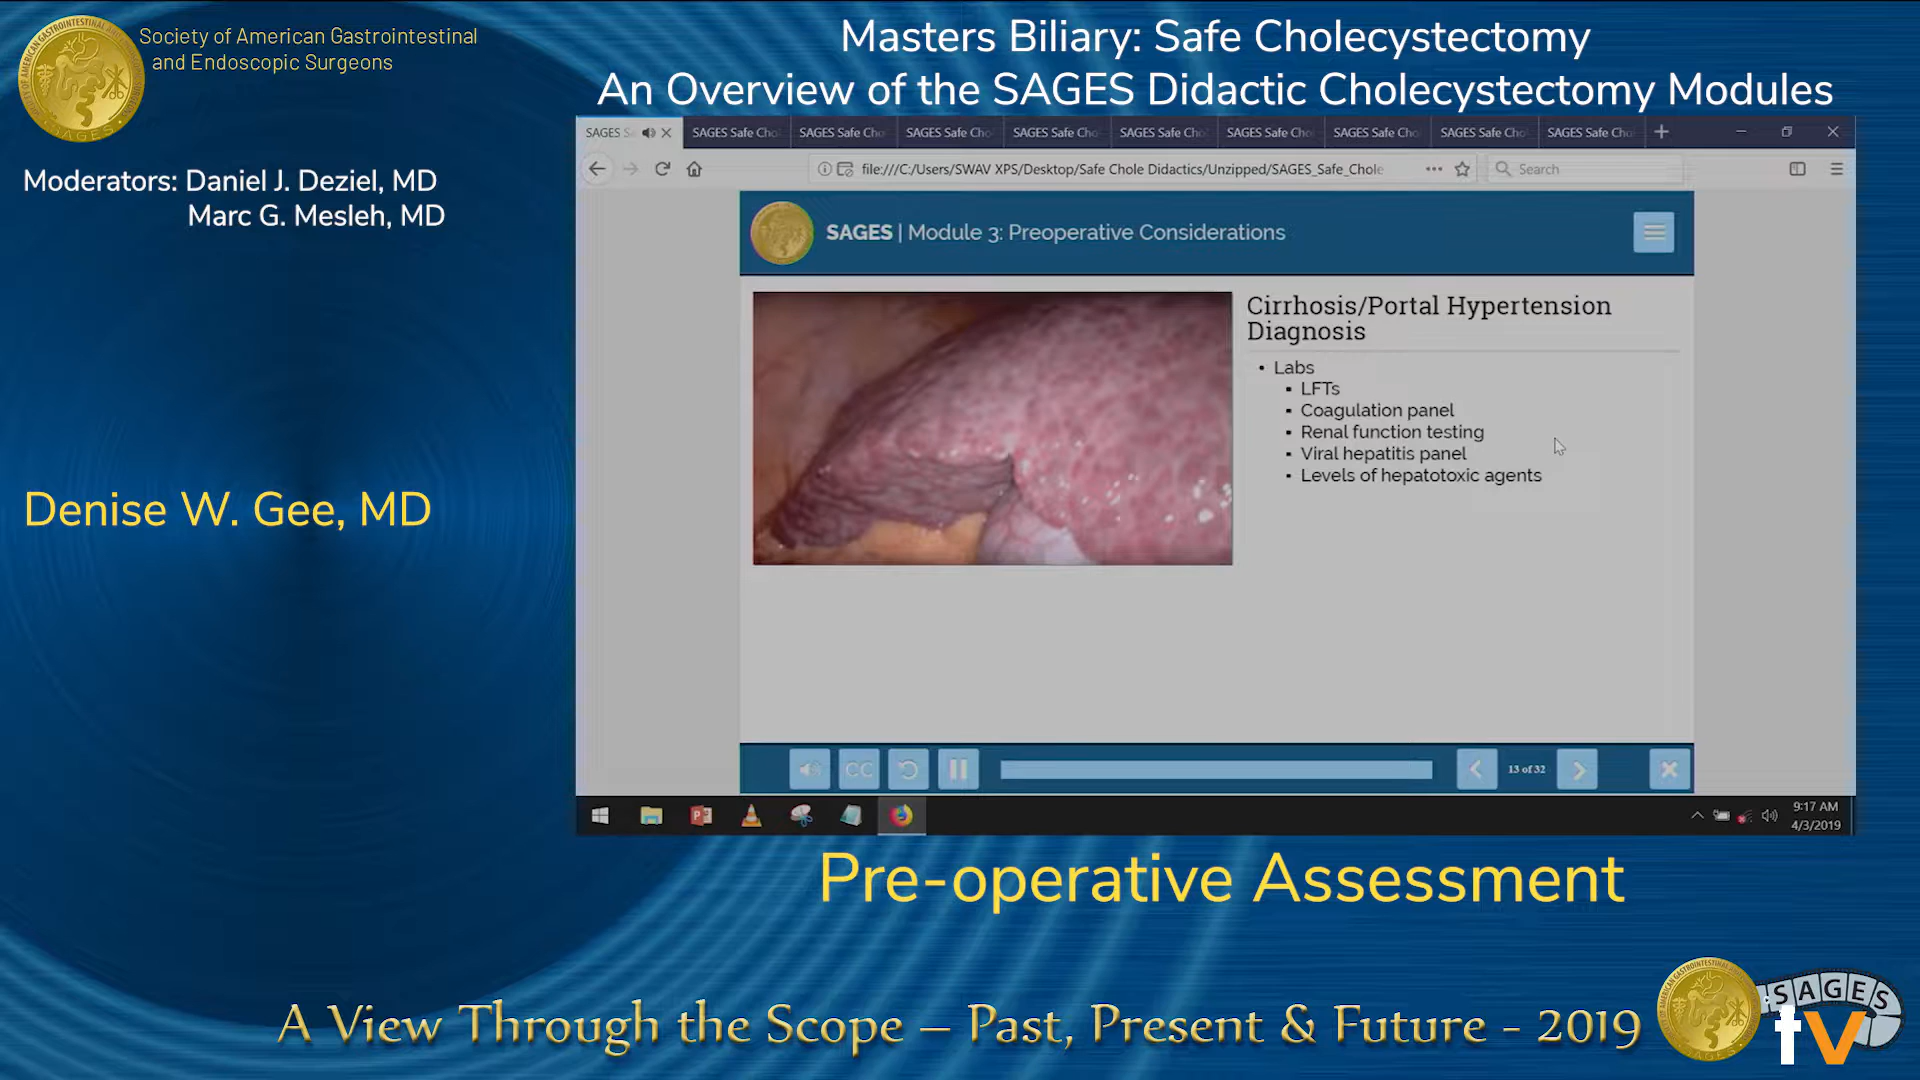 Society of American Gastrointestinal
and Endoscopic Surgeons
Masters Biliary: Safe Cholecystectomy
An Overview of the SAGES Didactic Cholecystectomy Modules
Moderators: Daniel J. Deziel, MD
Marc G. Mesleh, MD
Denise W. Gee, MD
SAGES S
SAGES Safe Cho
SAGES Safe Cho
SAGES Safe Cho
SAGES Safe Cho
SAGES Safe Cho
SAGES Safe Cho
SAGES Safe Cho
SAGES Safe Cho
SAGES Safe Cho
file:///C:/Users/SWAV XPS/Desktop/Safe Chole Didactics/Unzipped/SAGES_Safe_Chole
Search
SAGES | Module 3: Preoperative Considerations
Cirrhosis/Portal Hypertension
Diagnosis
• Labs
▪ LFTs
▪ Coagulation panel
▪ Renal function testing
▪ Viral hepatitis panel
▪ Levels of hepatotoxic agents
CC
13 of 32
9:17 AM
4/3/2019
Pre-operative Assessment
A View Through the Scope – Past, Present & Future - 2019
SAGES
tv